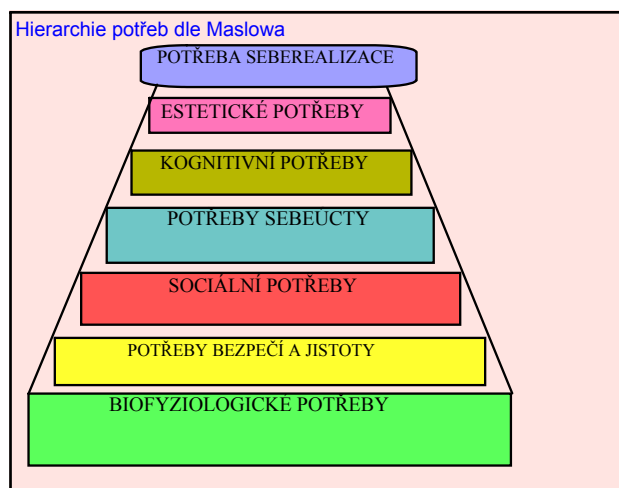 Hierarchie potřeb dle Maslowa
POTŘEBA SEBEREALIZACE
ESTETICKÉ POTŘEBY
KOGNITIVNÍ POTŘEBY
POTŘEBY SEBEÚCTY
SOCIÁLNÍ POTŘEBY
POTŘEBY BEZPEČÍ A JISTOTY
BIOFYZIOLOGICKÉ POTŘEBY